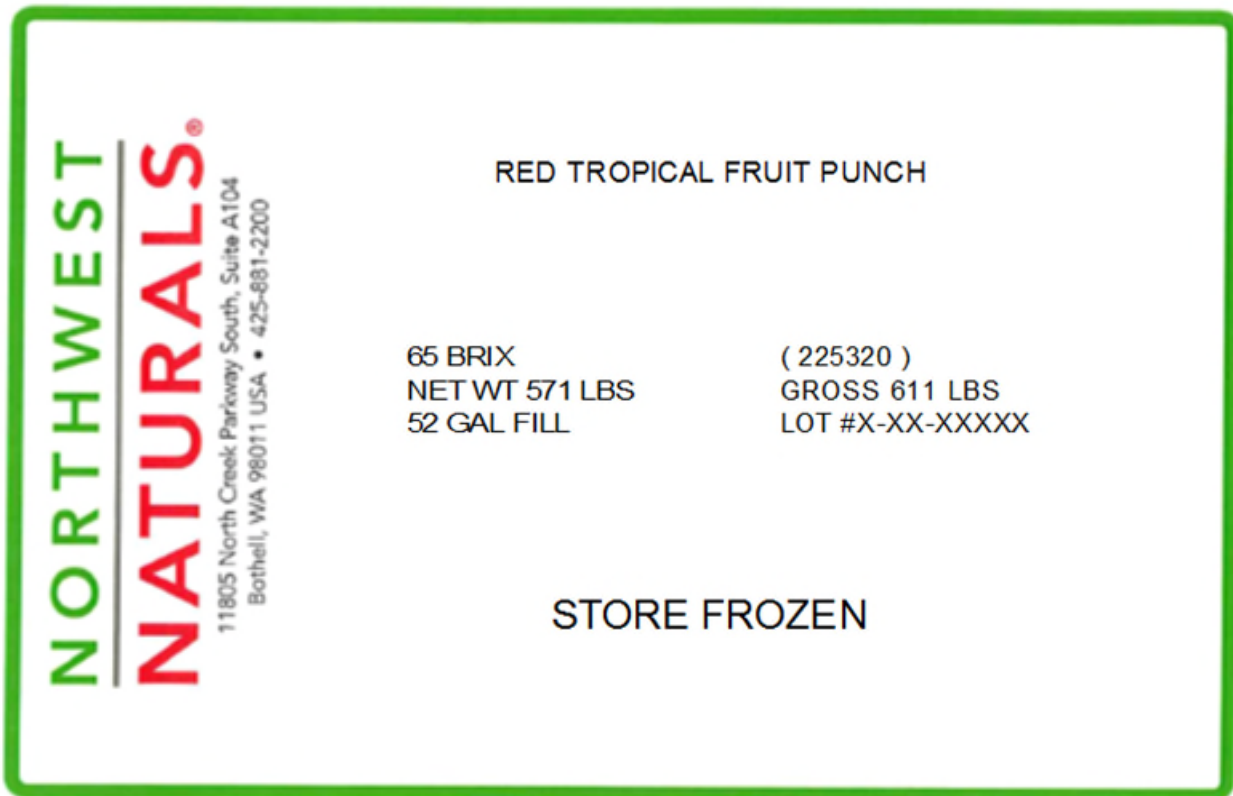 NORTHWEST
NATURALS®
11805 North Creek Parkway South, Suite A104
Bothell, WA 98011 USA • 425-881-2200
RED TROPICAL FRUIT PUNCH
65 BRIX ( 225320 )
NET WT 571 LBS GROSS 611 LBS
52 GAL FILL LOT #X-XX-XXXXX
STORE FROZEN